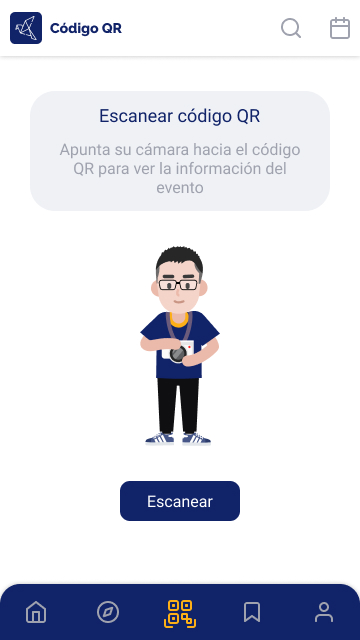 Código QR
Escanear código QR
Apunta su cámara hacia el código
QR para ver la información del
evento
Escanear